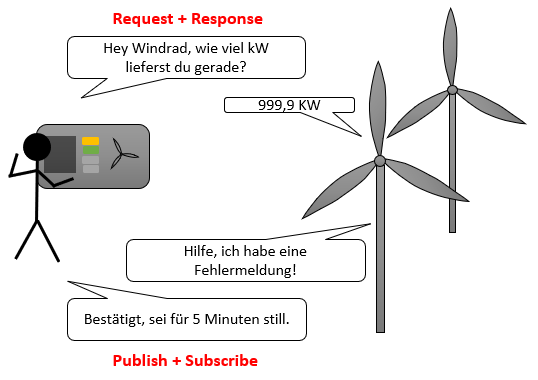 Request + Response
Hey Windrad, wie viel kW
lieferst du gerade?
999,9 KW
Hilfe, ich habe eine
Fehlermeldung!
Bestätigt, sei für 5 Minuten still.
Publish + Subscribe